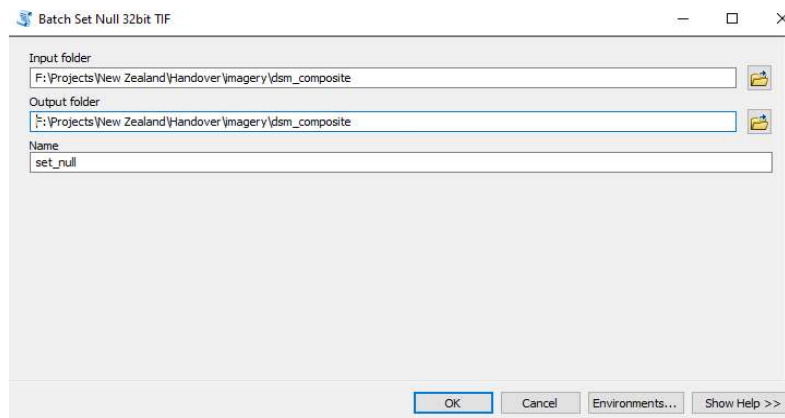 Batch Set Null 32bit TIF
Input folder
F:\Projects\New Zealand\Handover\imagery\dsm_composite
Output folder
F:\Projects\New Zealand\Handover\imagery\dsm_composite
Name
set_null
OK Cancel Environments... Show Help >>